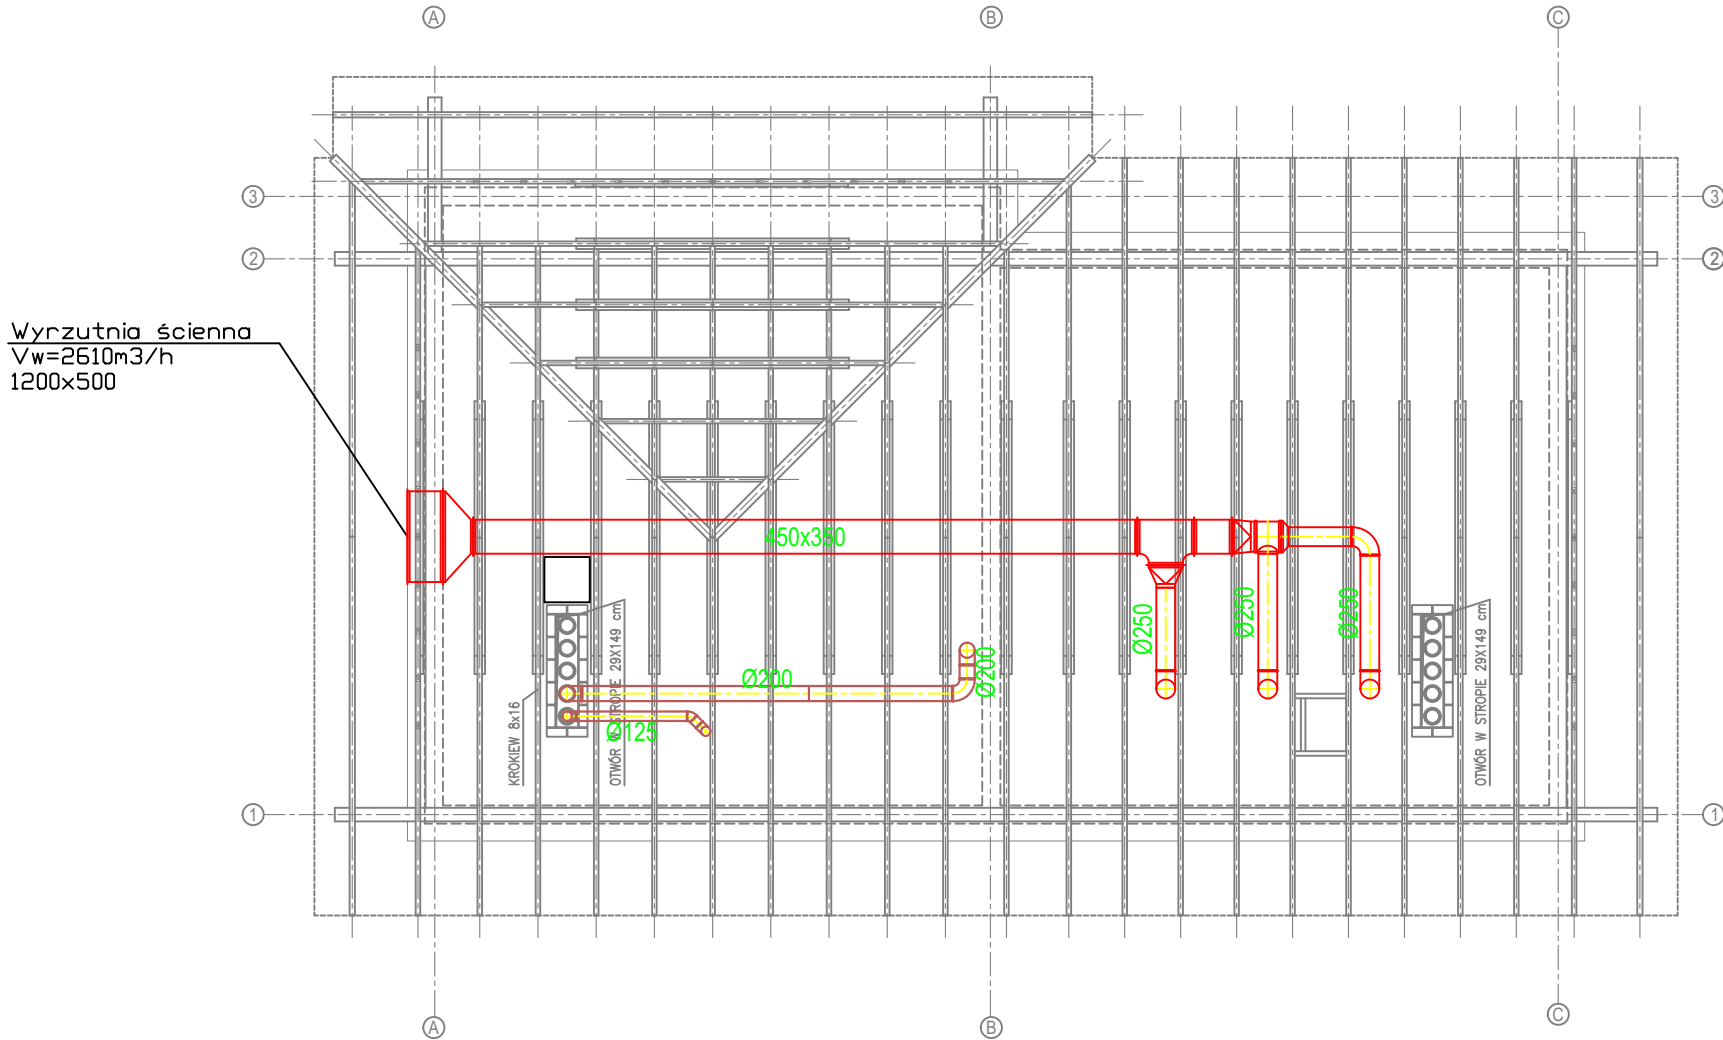 A
B
C
3
3
2
2
Wyrzutnia ścienna
Vw=2610m3/h
1200x500
450x350
Ø250
Ø250
Ø250
Ø200
Ø200
Ø125
KROKIEW 8x16
OTWÓR W STROPIE 29X149 cm
OTWÓR W STROPIE 29X149 cm
1
1
A
B
C